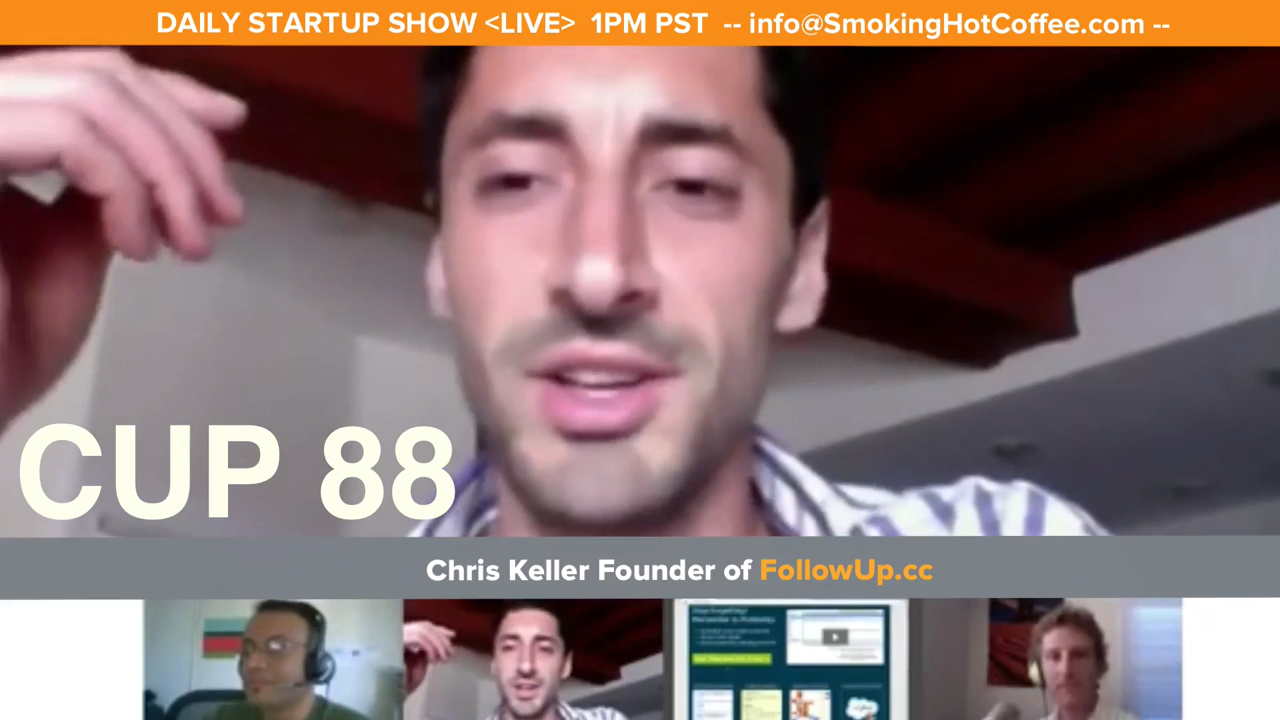 DAILY STARTUP SHOW <LIVE> 1PM PST -- info@SmokingHotCoffee.com --
CUP 88
Chris Keller Founder of FollowUp.cc